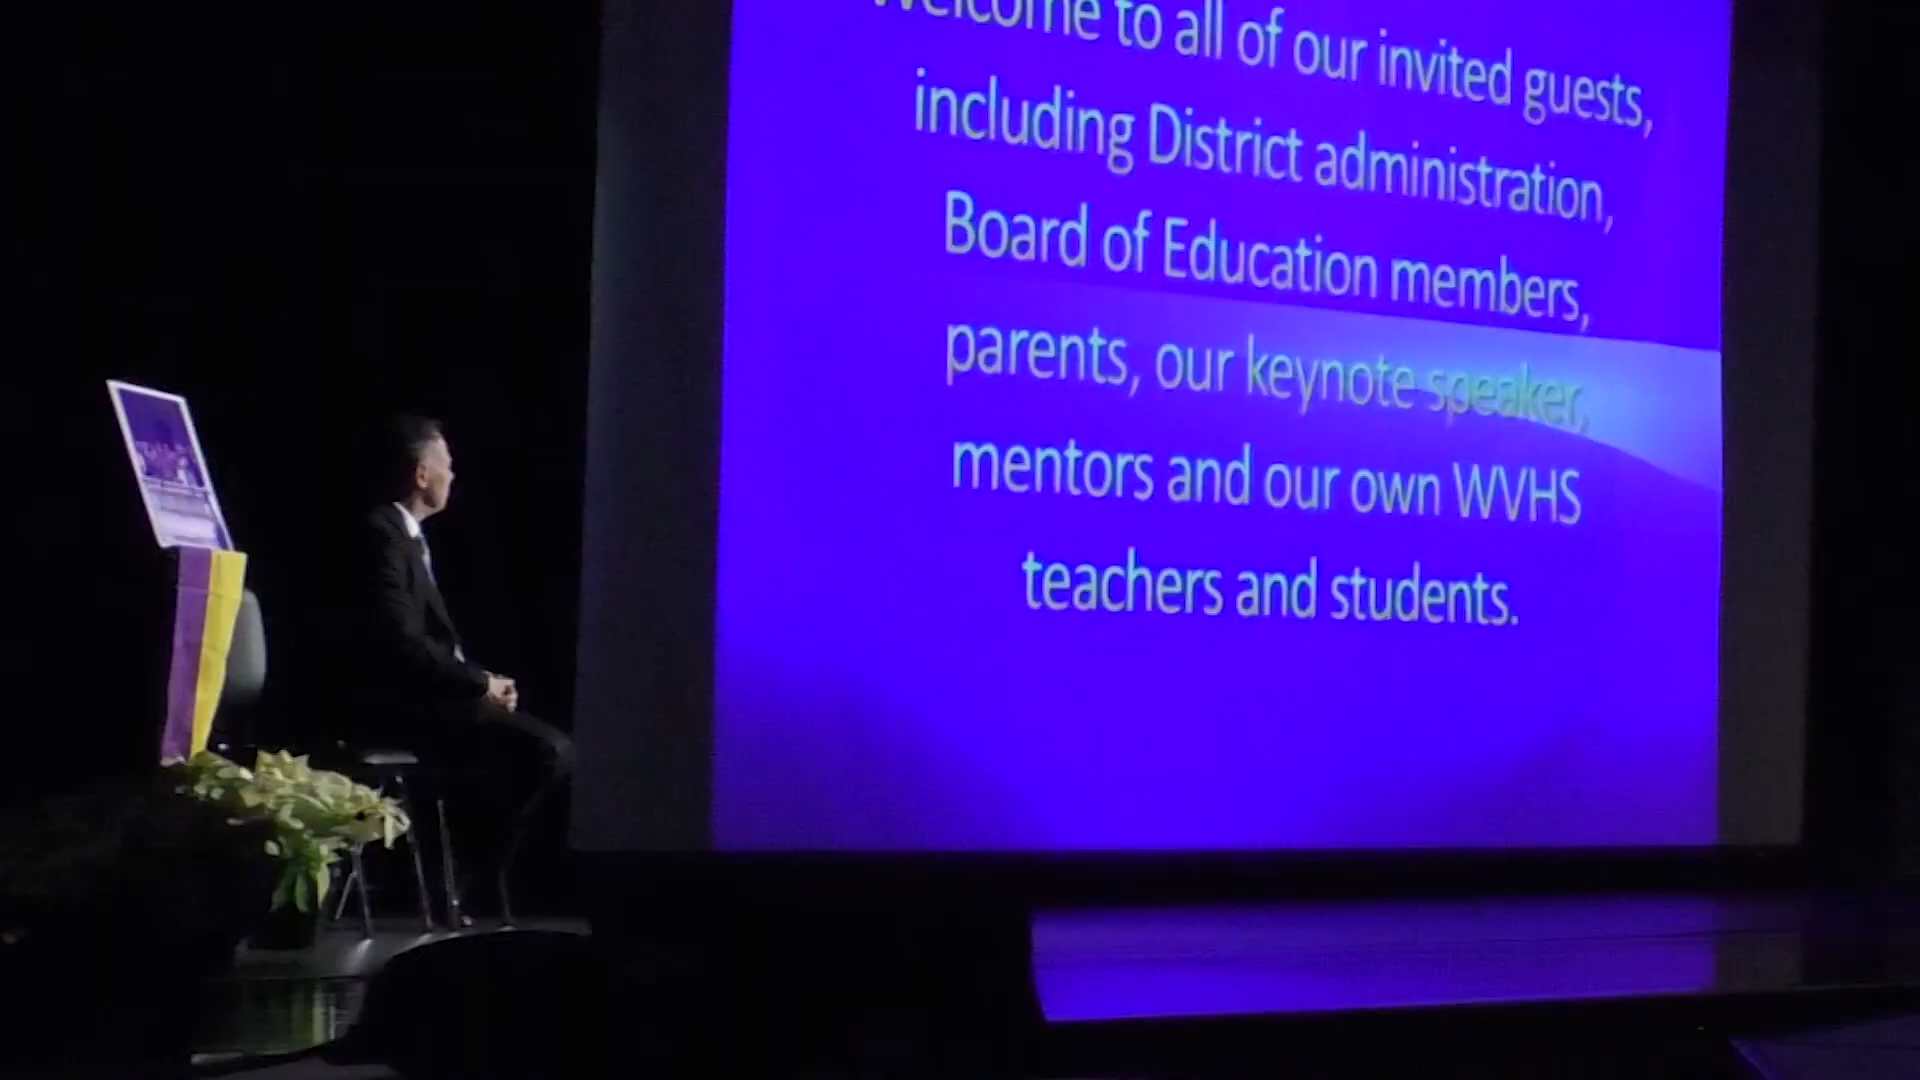 Welcome to all of our invited guests,
including District administration,
Board of Education members,
parents, our keynote speaker,
mentors and our own WVHS
teachers and students.